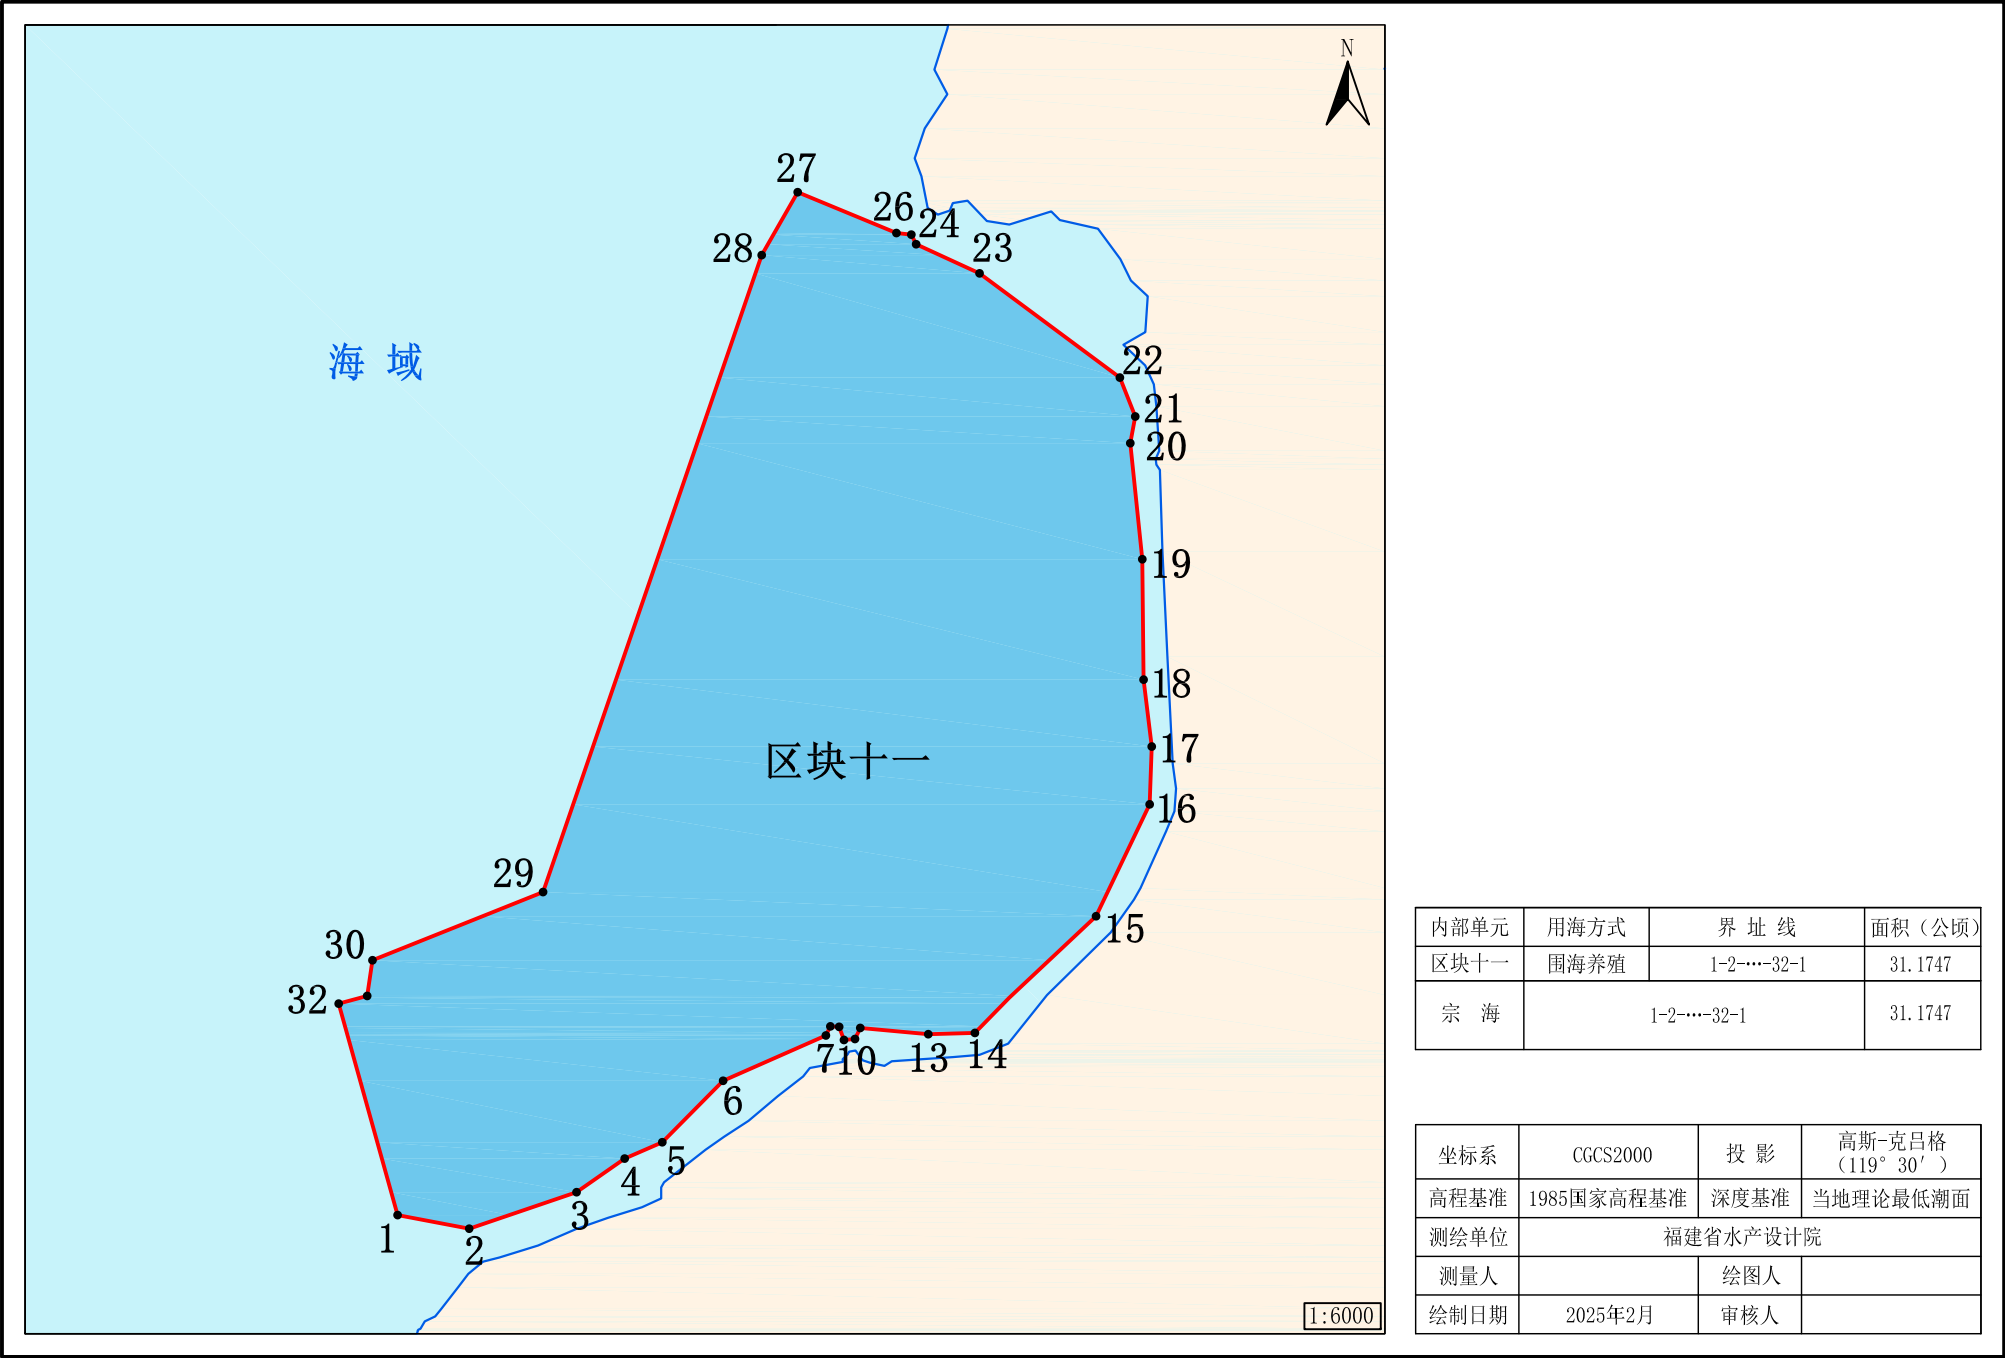 N
27
26
24
28
23
海 域
22
21
20
19
18
区块十一
17
16
29
15
30
32
7
10
13
14
6
5
4
3
1
2
1:6000
内部单元 用海方式 界 址 线 面积（公顷）
区块十一 围海养殖 1-2-…-32-1 31.1747
宗 海 1-2-…-32-1 31.1747
坐标系 CGCS2000 投 影 高斯-克吕格
（119°30′）
高程基准 1985国家高程基准 深度基准 当地理论最低潮面
测绘单位 福建省水产设计院
测量人 绘图人
绘制日期 2025年2月 审核人